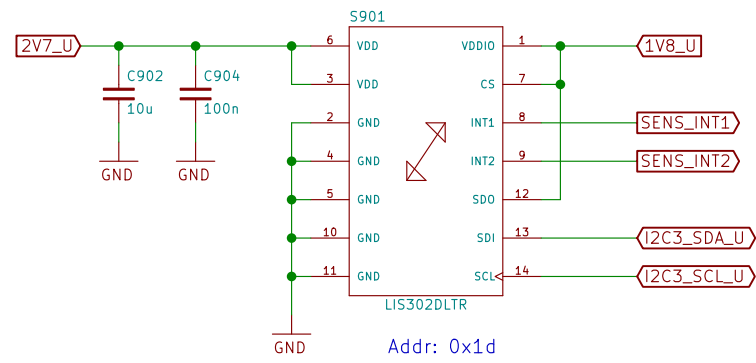 S901
2V7_U
6 VDD VDDIO 1 1V8_U
C902 10u
C904 100n
3 VDD CS 7
2 GND INT1 8 SENS_INT1
4 GND INT2 9 SENS_INT2
GND GND
5 GND SDO 12
10 GND SDI 13 I2C3_SDA_U
11 GND SCL 14 I2C3_SCL_U
LIS302DLTR
GND
Addr: 0x1d